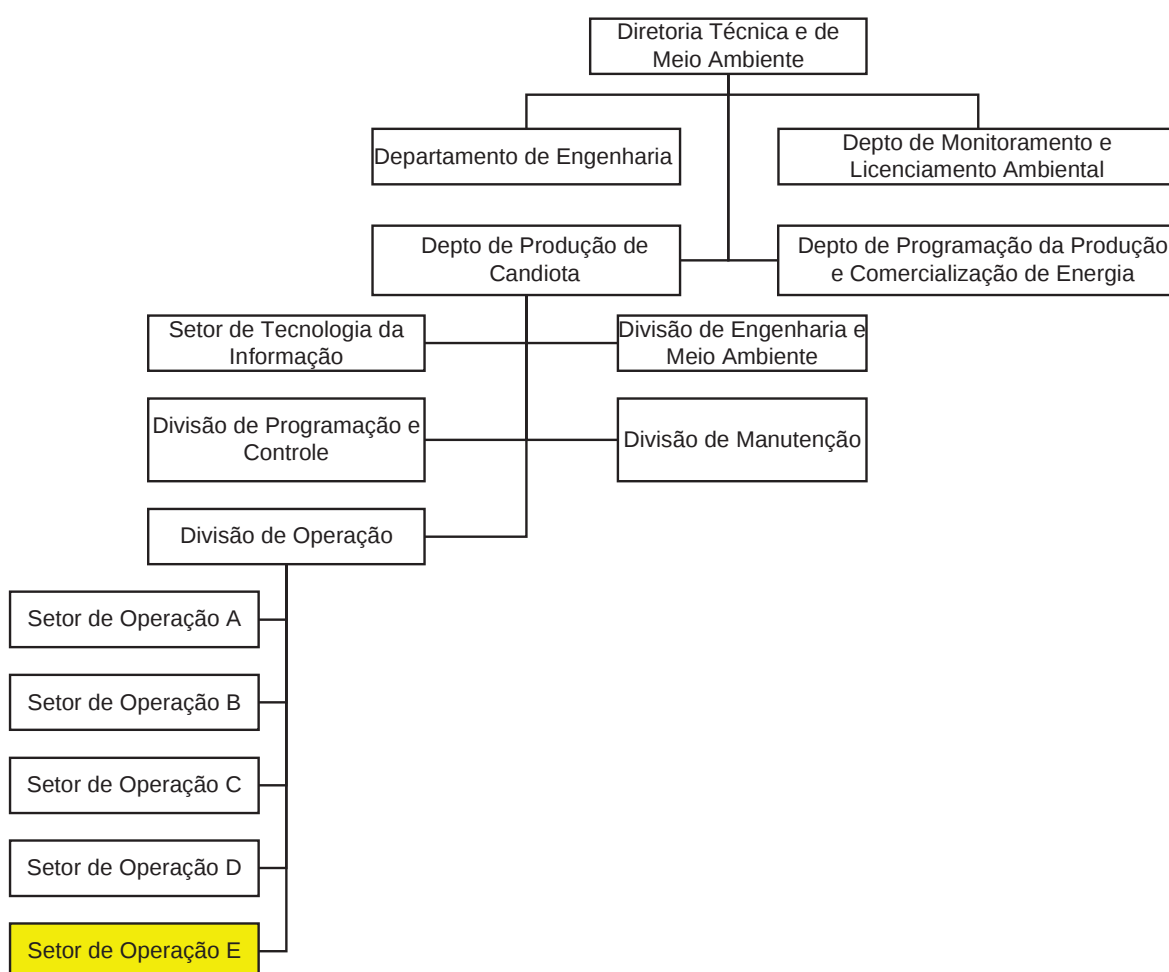 Diretoria Técnica e de
Meio Ambiente
Departamento de Engenharia
Depto de Monitoramento e
Licenciamento Ambiental
Depto de Produção de
Candiota
Depto de Programação da Produção
e Comercialização de Energia
Setor de Tecnologia da
Informação
Divisão de Engenharia e
Meio Ambiente
Divisão de Programação e
Controle
Divisão de Manutenção
Divisão de Operação
Setor de Operação A
Setor de Operação B
Setor de Operação C
Setor de Operação D
Setor de Operação E